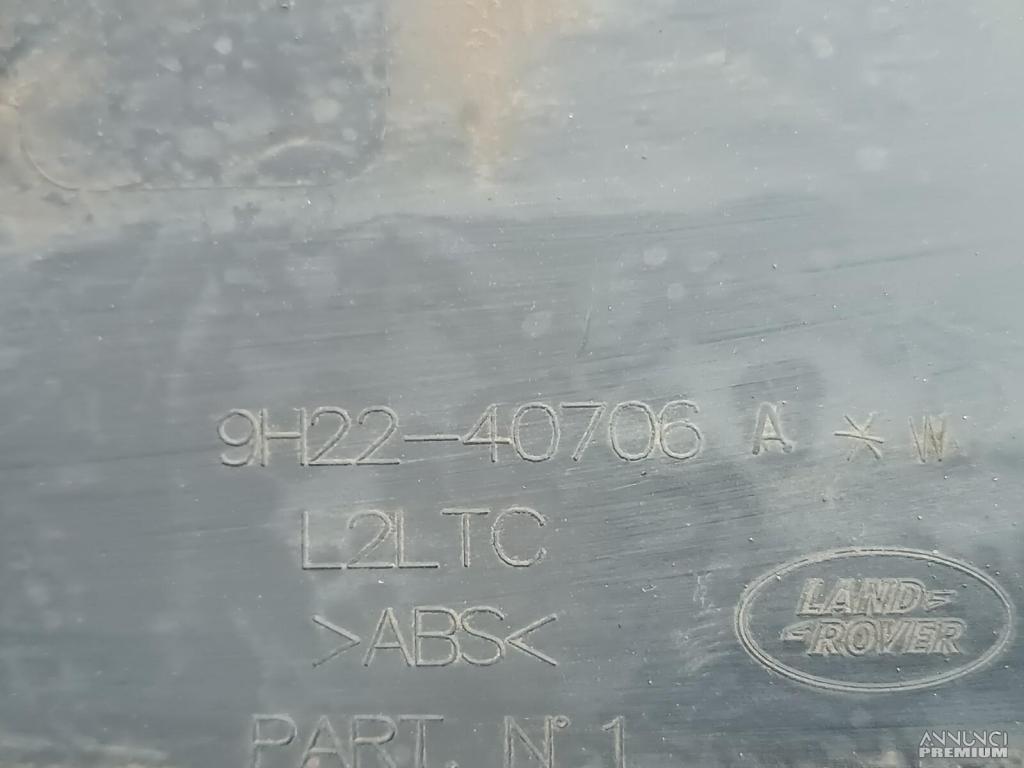 9H22-40706 A * W
L2LTC
>ABS<
LAND
ROVER
PART. N° 1
ANNUNCI
PREMIUM